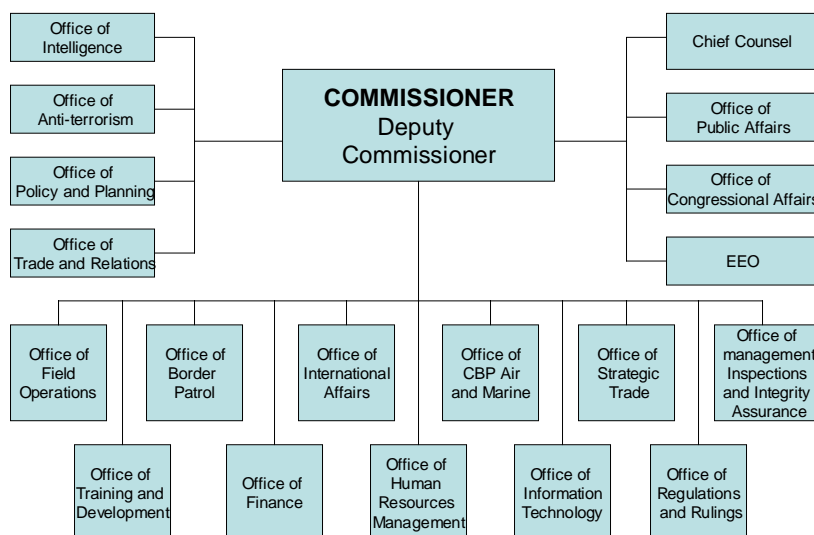 Office of
Intelligence
Office of
Anti-terrorism
Office of
Policy and Planning
Office of
Trade and Relations
COMMISSIONER
Deputy
Commissioner
Chief Counsel
Office of
Public Affairs
Office of
Congressional Affairs
EEO
Office of
Field
Operations
Office of
Border
Patrol
Office of
International
Affairs
Office of
CBP Air
and Marine
Office of
Strategic
Trade
Office of
management
Inspections
and Integrity
Assurance
Office of
Training and
Development
Office of
Finance
Office of
Human
Resources
Management
Office of
Information
Technology
Office of
Regulations
and Rulings